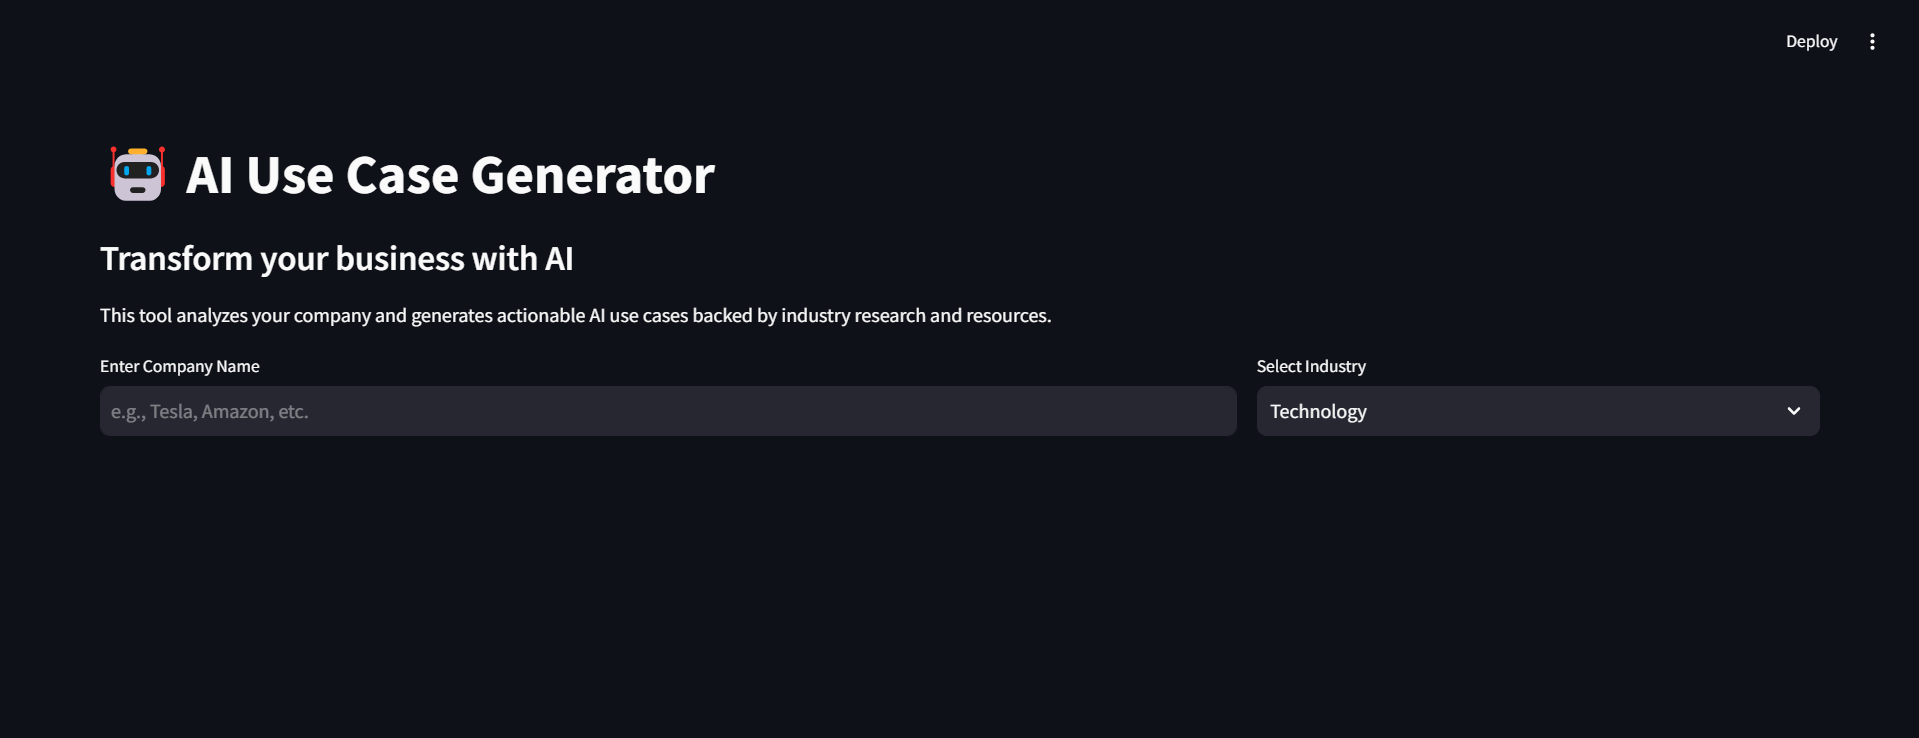 Deploy
AI Use Case Generator
Transform your business with AI
This tool analyzes your company and generates actionable AI use cases backed by industry research and resources.
Enter Company Name
Select Industry
e.g., Tesla, Amazon, etc.
Technology